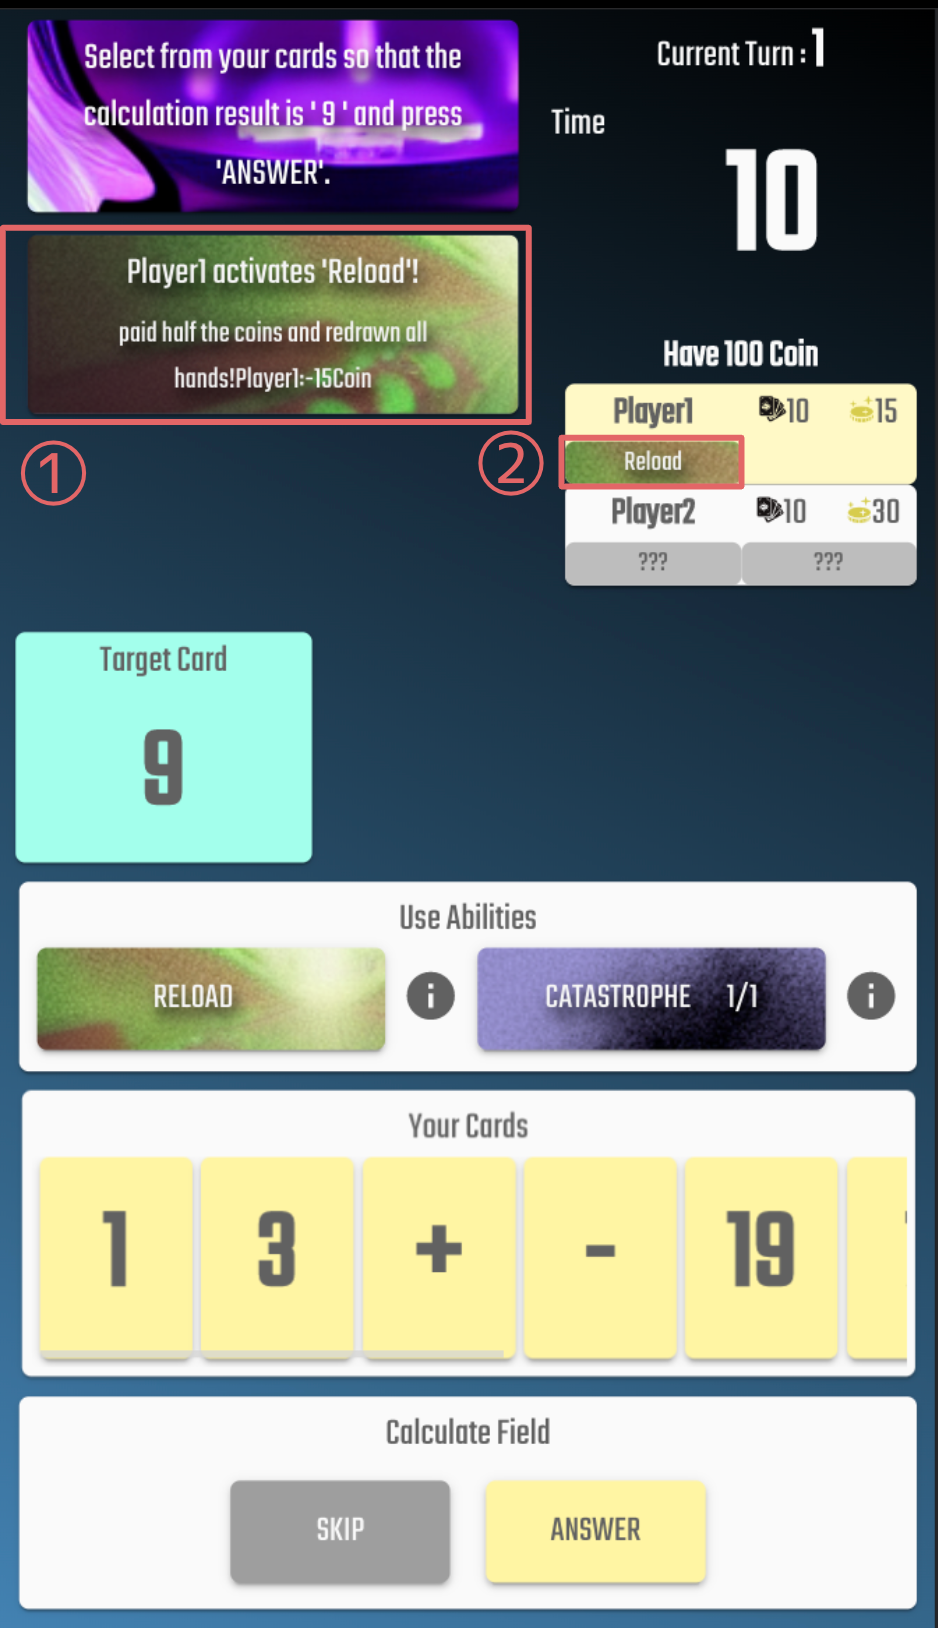 Select from your cards so that the
calculation result is ' 9 ' and press
'ANSWER'.
Current Turn : 1
Time
10
Player1 activates 'Reload'!
paid half the coins and redrawn all
hands!Player1:-15Coin
①
②
Have 100 Coin
Player1 10 15
Reload
Player2 10 30
??? ???
Target Card
9
Use Abilities
RELOAD i CATASTROPHE 1/1 i
Your Cards
1 3 + - 19
Calculate Field
SKIP ANSWER